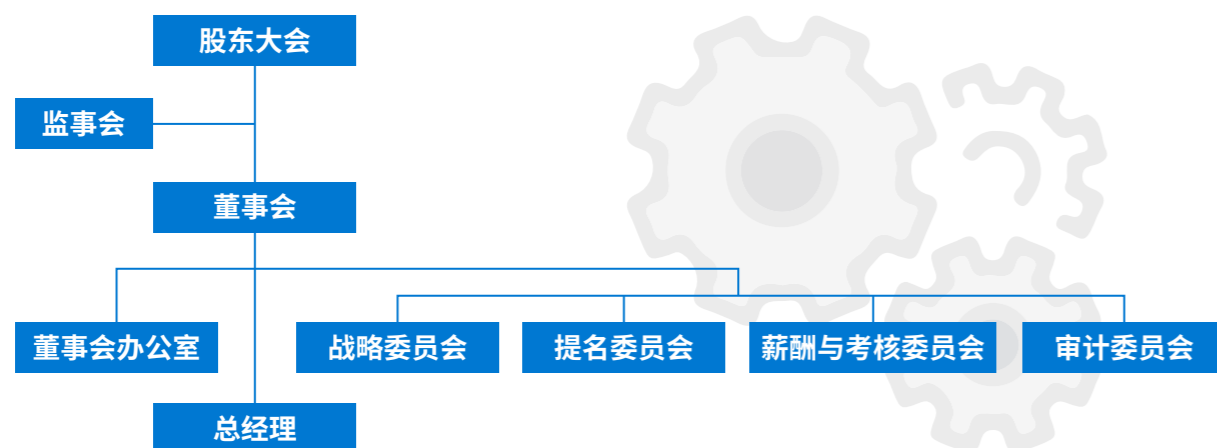 股东大会
监事会
董事会
董事会办公室
战略委员会
提名委员会
薪酬与考核委员会
审计委员会
总经理